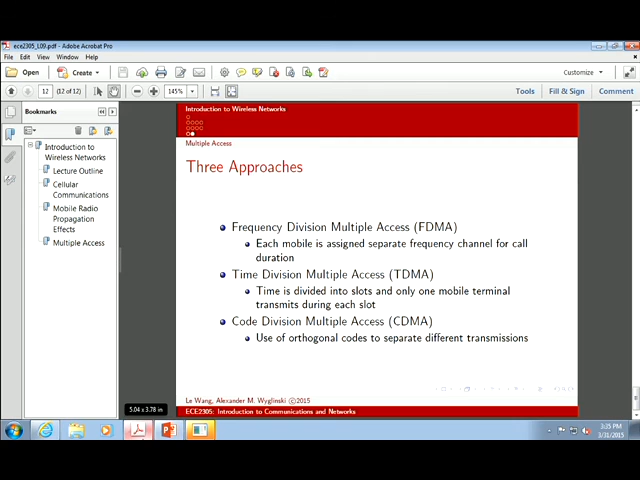 ece2305_L09.pdf - Adobe Acrobat Pro
File Edit View Window Help
Open Create Customize
12 (12 of 12) 145% Tools Fill & Sign Comment
Bookmarks
Introduction to
Wireless Networks
Lecture Outline
Cellular
Communications
Mobile Radio
Propagation
Effects
Multiple Access
Introduction to Wireless Networks
Multiple Access
Three Approaches
Frequency Division Multiple Access (FDMA)
Each mobile is assigned separate frequency channel for call
duration
Time Division Multiple Access (TDMA)
Time is divided into slots and only one mobile terminal
transmits during each slot
Code Division Multiple Access (CDMA)
Use of orthogonal codes to separate different transmissions
Le Wang, Alexander M. Wyglinski ©2015
ECE2305: Introduction to Communications and Networks
5.04 x 3.78 in
3:35 PM
3/31/2015